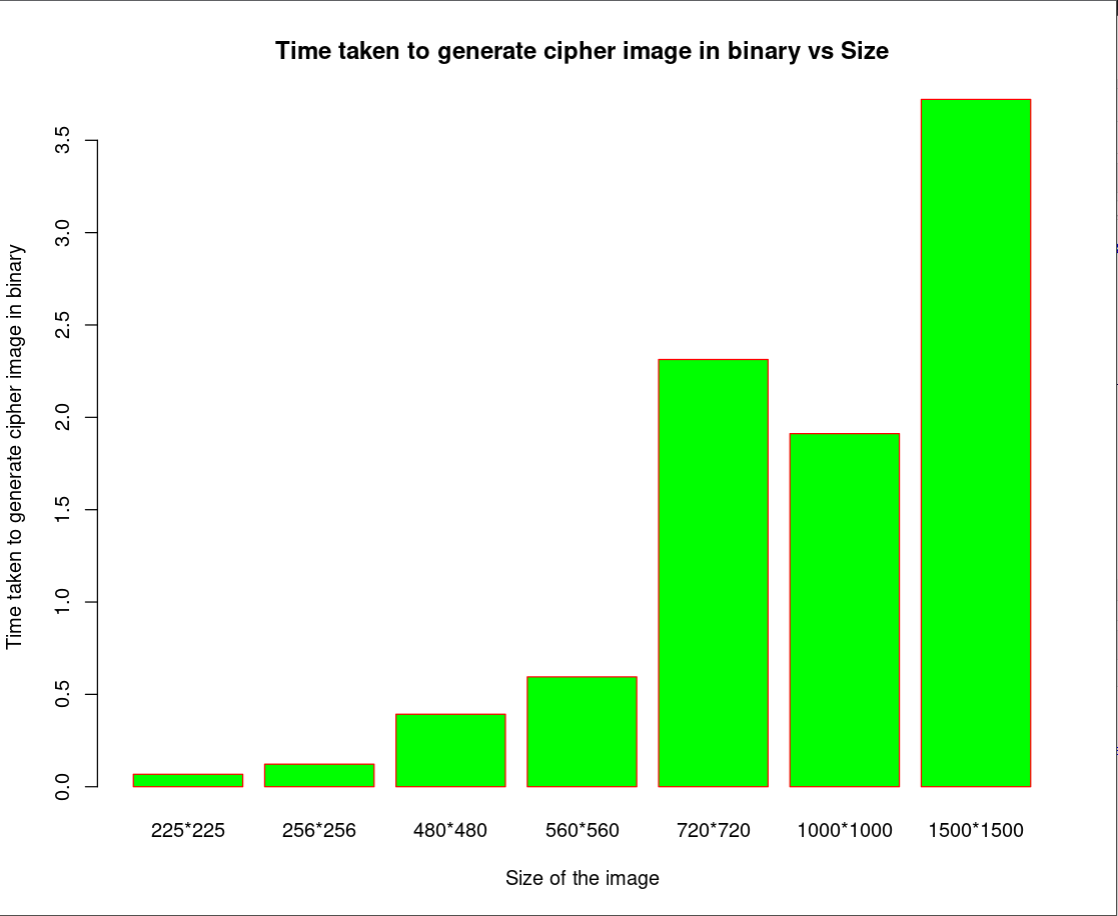 Time taken to generate cipher image in binary vs Size
Time taken to generate cipher image in binary
3.5
3.0
2.5
2.0
1.5
1.0
0.5
0.0
225*225 256*256 480*480 560*560 720*720 1000*1000 1500*1500
Size of the image